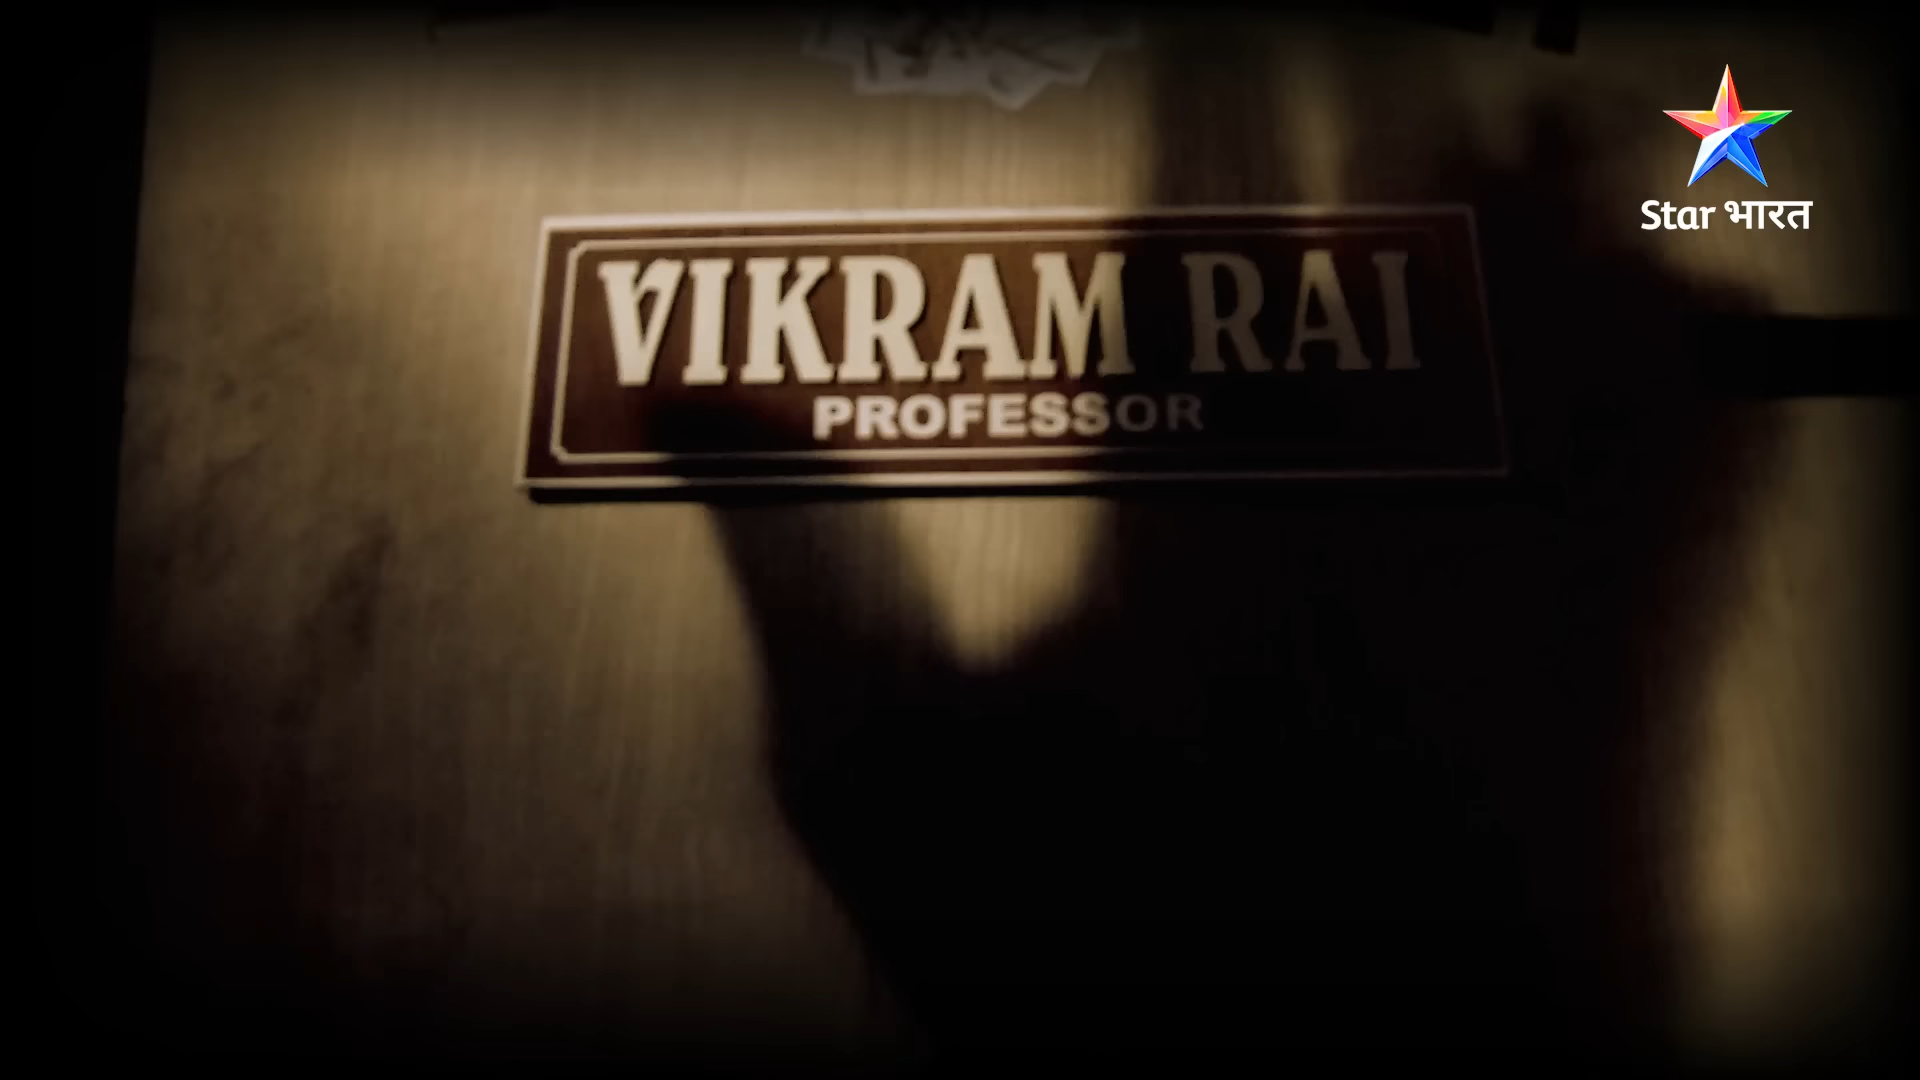 Star भारत
VIKRAM RAI
PROFESSOR